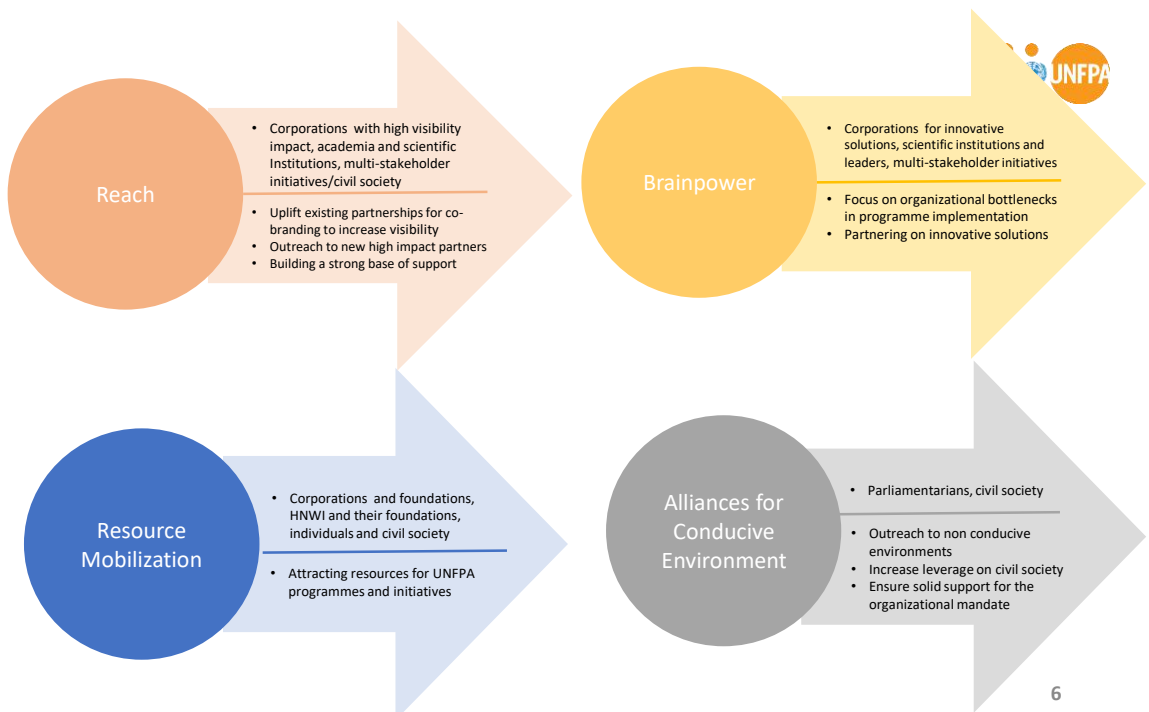 UNFPA
Reach
• Corporations with high visibility
impact, academia and scientific
Institutions, multi-stakeholder
initiatives/civil society
• Uplift existing partnerships for co-
branding to increase visibility
• Outreach to new high impact partners
• Building a strong base of support
Brainpower
• Corporations for innovative
solutions, scientific institutions and
leaders, multi-stakeholder initiatives
• Focus on organizational bottlenecks
in programme implementation
• Partnering on innovative solutions
Resource
Mobilization
• Corporations and foundations,
HNWI and their foundations,
individuals and civil society
• Attracting resources for UNFPA
programmes and initiatives
Alliances for
Conducive
Environment
• Parliamentarians, civil society
• Outreach to non conducive
environments
• Increase leverage on civil society
• Ensure solid support for the
organizational mandate
6